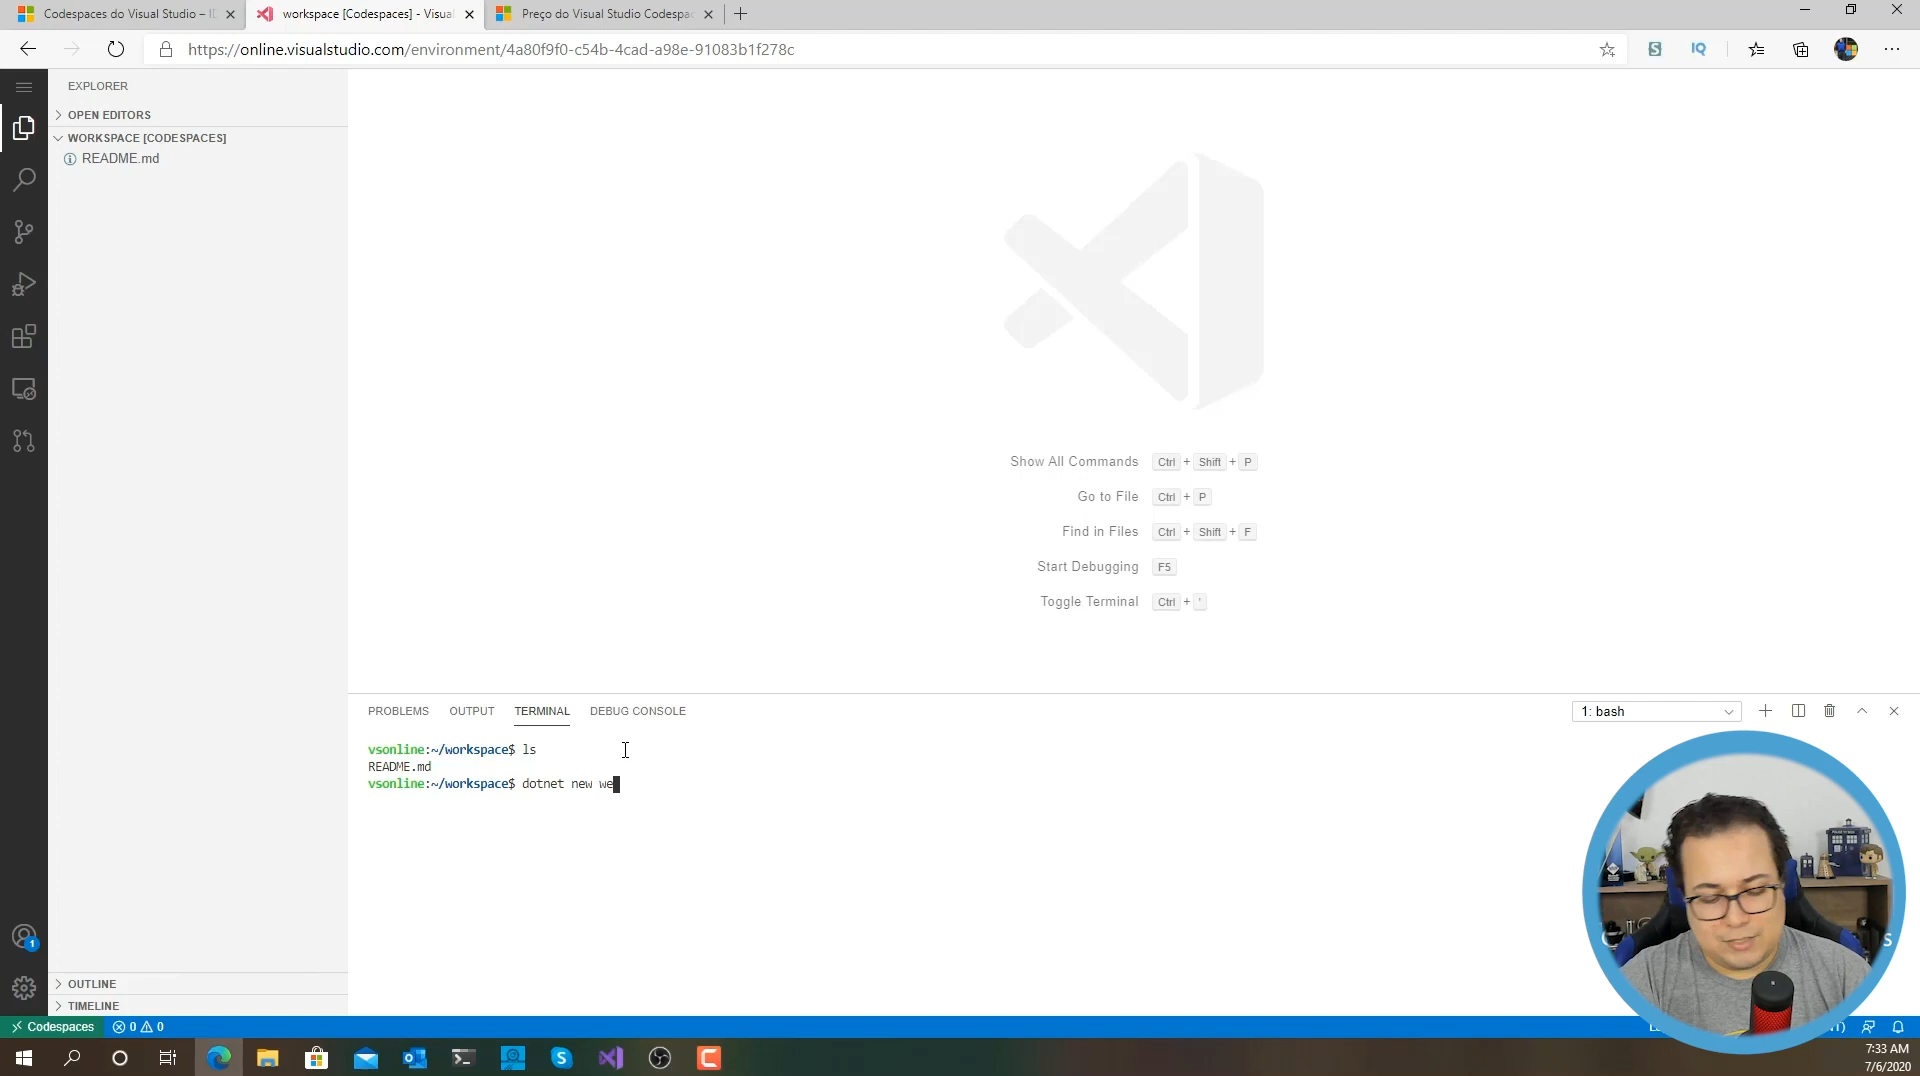 Codespaces do Visual Studio – I
workspace [Codespaces] - Visua
Preço do Visual Studio Codespac
https://online.visualstudio.com/environment/4a80f9f0-c54b-4cad-a98e-91083b1f278c
S
IQ
EXPLORER
OPEN EDITORS
WORKSPACE [CODESPACES]
README.md
Show All Commands Ctrl + Shift + P
Go to File Ctrl + P
Find in Files Ctrl + Shift + F
Start Debugging F5
Toggle Terminal Ctrl + '
PROBLEMS OUTPUT TERMINAL DEBUG CONSOLE
1: bash
vsonline:~/workspace$ ls
README.md
vsonline:~/workspace$ dotnet new we
1
OUTLINE
TIMELINE
Codespaces 0 0
7:33 AM
7/6/2020